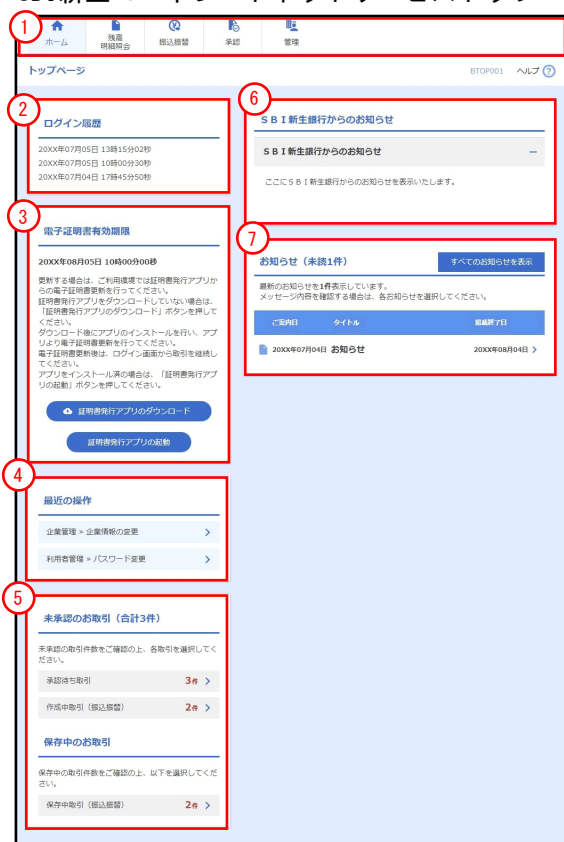 1
ホーム
残高
明細照会
振込振替
承認
管理
トップページ
BTOP001 ヘルプ ?
2
ログイン履歴
20XX年07月05日 13時15分02秒
20XX年07月05日 10時00分30秒
20XX年07月04日 17時45分50秒
3
電子証明書有効期限
20XX年08月05日 10時00分00秒
更新する場合は、ご利用環境では証明書発行アプリか
らの電子証明書更新を行ってください。
証明書発行アプリをダウンロードしていない場合は、
「証明書発行アプリのダウンロード」ボタンを押して
ください。
ダウンロード後にアプリのインストールを行い、アプ
リより電子証明書更新を行ってください。
電子証明書更新後は、ログイン画面から取引を継続し
てください。
アプリをインストール済の場合は、「証明書発行アプ
リの起動」ボタンを押してください。
証明書発行アプリのダウンロード
証明書発行アプリの起動
4
最近の操作
企業管理 » 企業情報の変更
利用者管理 » パスワード変更
5
未承認のお取引（合計3件）
未承認の取引件数をご確認の上、各取引を選択してく
ださい。
承認待ち取引 3件
作成中取引（振込振替） 2件
保存中のお取引
保存中の取引件数をご確認の上、以下を選択してくだ
さい。
保存中取引（振込振替） 2件
6
ＳＢＩ新生銀行からのお知らせ
ＳＢＩ新生銀行からのお知らせ
ここにＳＢＩ新生銀行からのお知らせを表示いたします。
7
お知らせ（未読1件）
すべてのお知らせを表示
最新のお知らせを1件表示しています。
メッセージ内容を確認する場合は、各お知らせを選択してください。
ご案内日 タイトル 掲載終了日
20XX年07月04日 お知らせ 20XX年08月04日